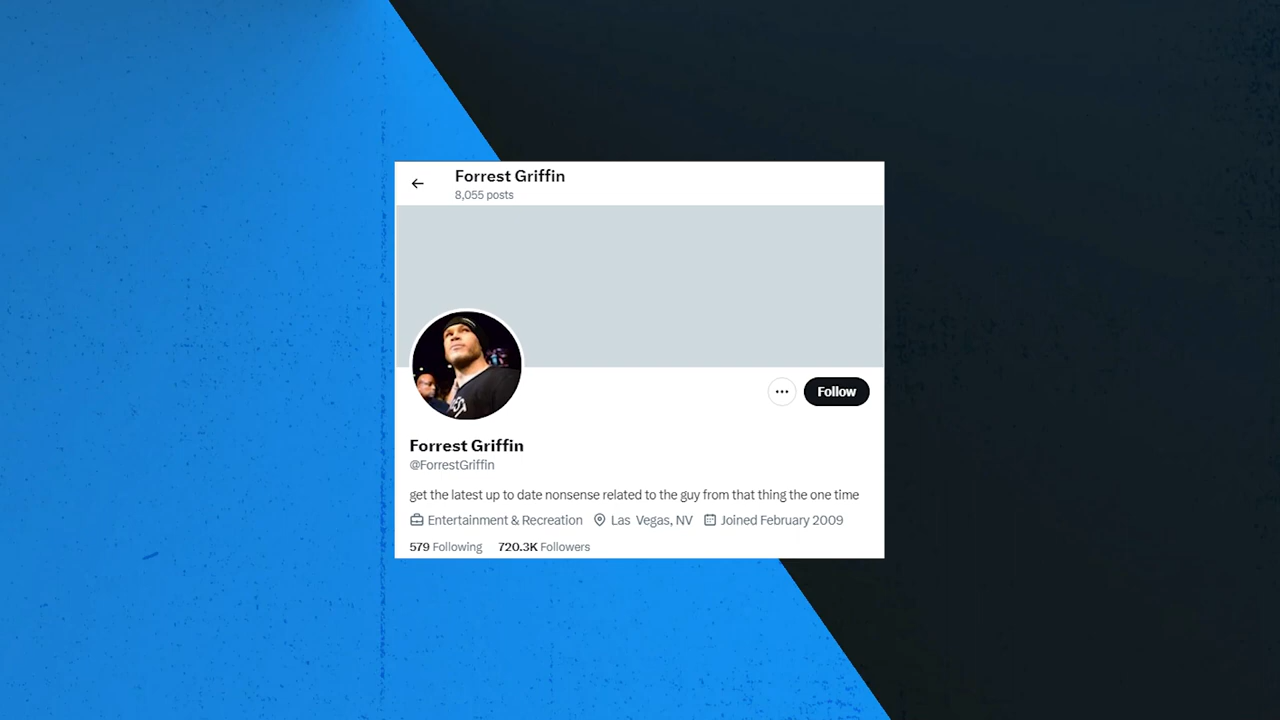 Forrest Griffin
8,055 posts
Follow
Forrest Griffin
@ForrestGriffin
get the latest up to date nonsense related to the guy from that thing the one time
Entertainment & Recreation Las Vegas, NV Joined February 2009
579 Following 720.3K Followers